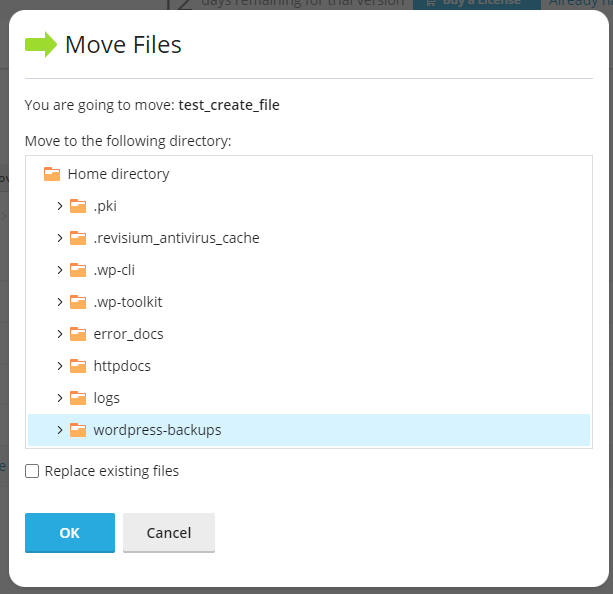 days remaining for trial version Buy a License
Move Files
You are going to move: test_create_file
Move to the following directory:
Home directory
.pki
.revisium_antivirus_cache
.wp-cli
.wp-toolkit
error_docs
httpdocs
logs
wordpress-backups
Replace existing files
OK Cancel